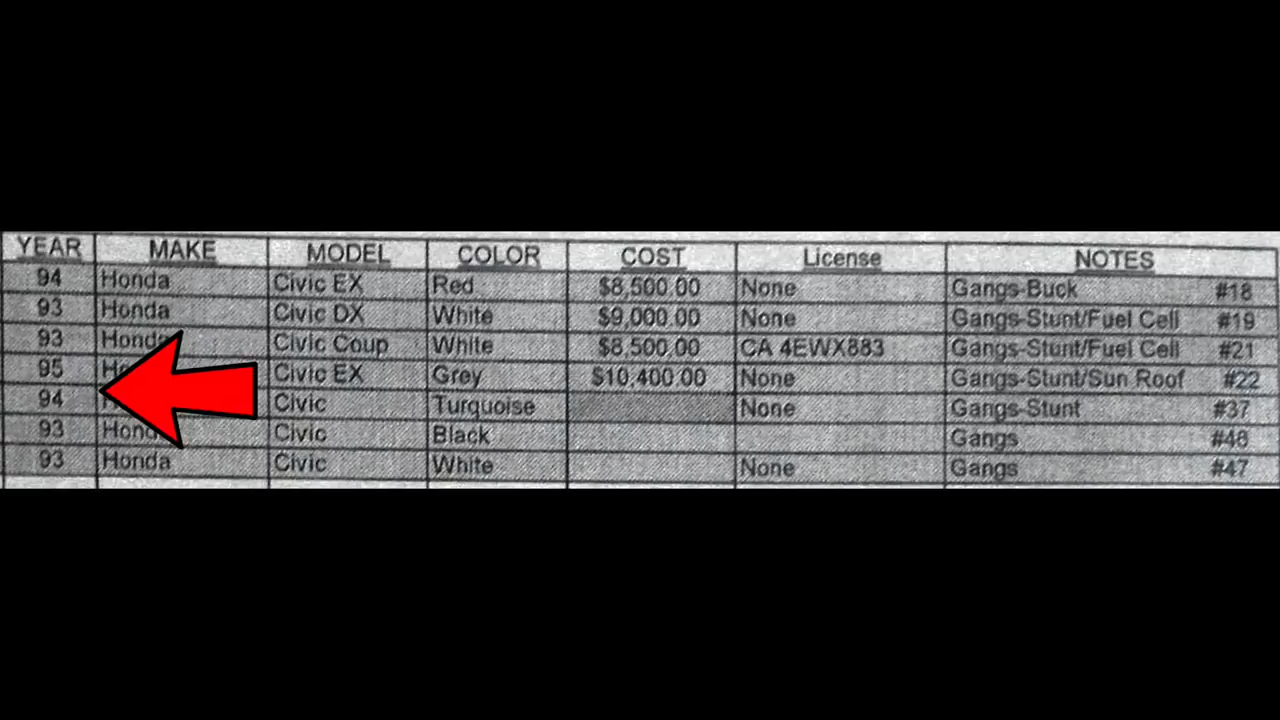 YEAR MAKE MODEL COLOR COST License NOTES
94 Honda Civic EX Red $8,500.00 None Gangs-Buck #18
93 Honda Civic DX White $9,000.00 None Gangs-Stunt/Fuel Cell #19
93 Honda Civic Coup White $8,500.00 CA 4EWX883 Gangs-Stunt/Fuel Cell #21
95 Civic EX Grey $10,400.00 None Gangs-Stunt/Sun Roof #22
94 Civic Turquoise None Gangs-Stunt #37
93 Honda Civic Black Gangs #46
93 Honda Civic White None Gangs #47